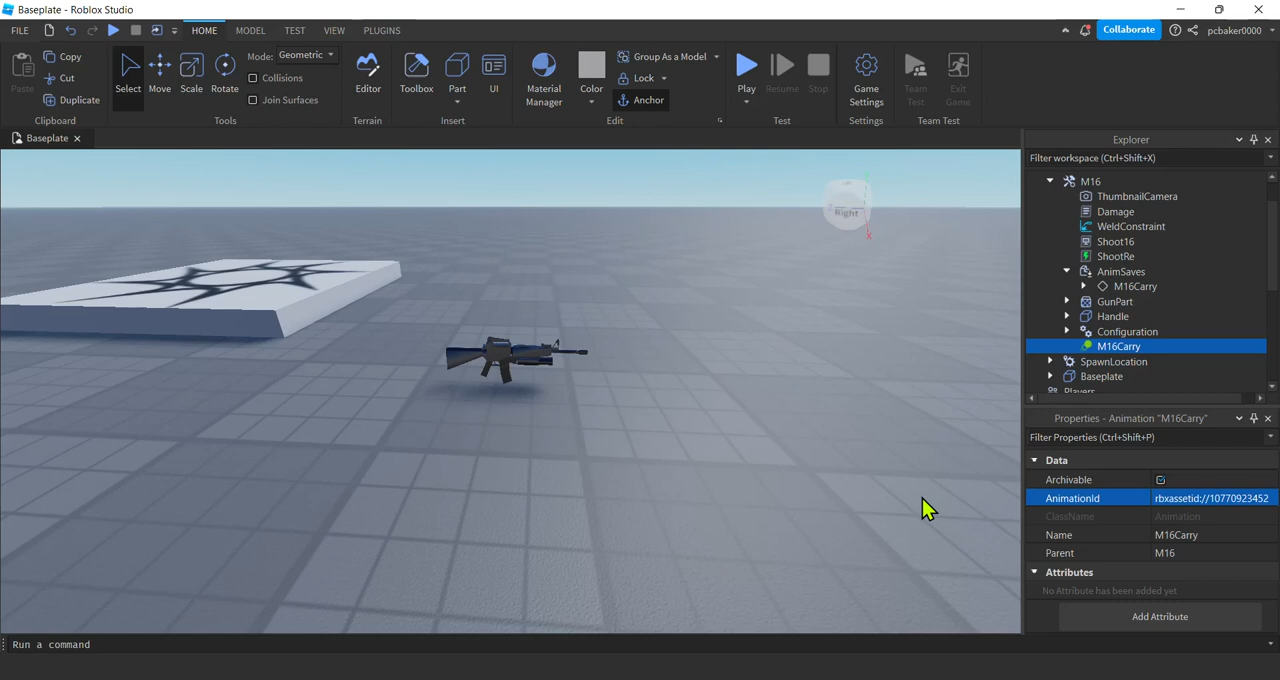 Baseplate - Roblox Studio
FILE HOME MODEL TEST VIEW PLUGINS Collaborate pcbaker0000
Paste Copy Cut Duplicate
Clipboard
Select Move Scale Rotate Mode: Geometric
Collisions
Join Surfaces
Tools
Editor
Terrain
Toolbox Part UI
Insert
Material Manager Color Group As a Model
Lock
Anchor
Edit
Play Resume Stop
Test
Game Settings
Settings
Team Test Exit Game
Team Test
Baseplate
Right
X
Explorer
Filter workspace (Ctrl+Shift+X)
M16
ThumbnailCamera
Damage
WeldConstraint
Shoot16
ShootRe
AnimSaves
M16Carry
GunPart
Handle
Configuration
M16Carry
SpawnLocation
Baseplate
Players
Properties - Animation "M16Carry"
Filter Properties (Ctrl+Shift+P)
Data
Archivable
AnimationId rbxassetid://10770923452
ClassName Animation
Name M16Carry
Parent M16
Attributes
No Attribute has been added yet
Add Attribute
Run a command